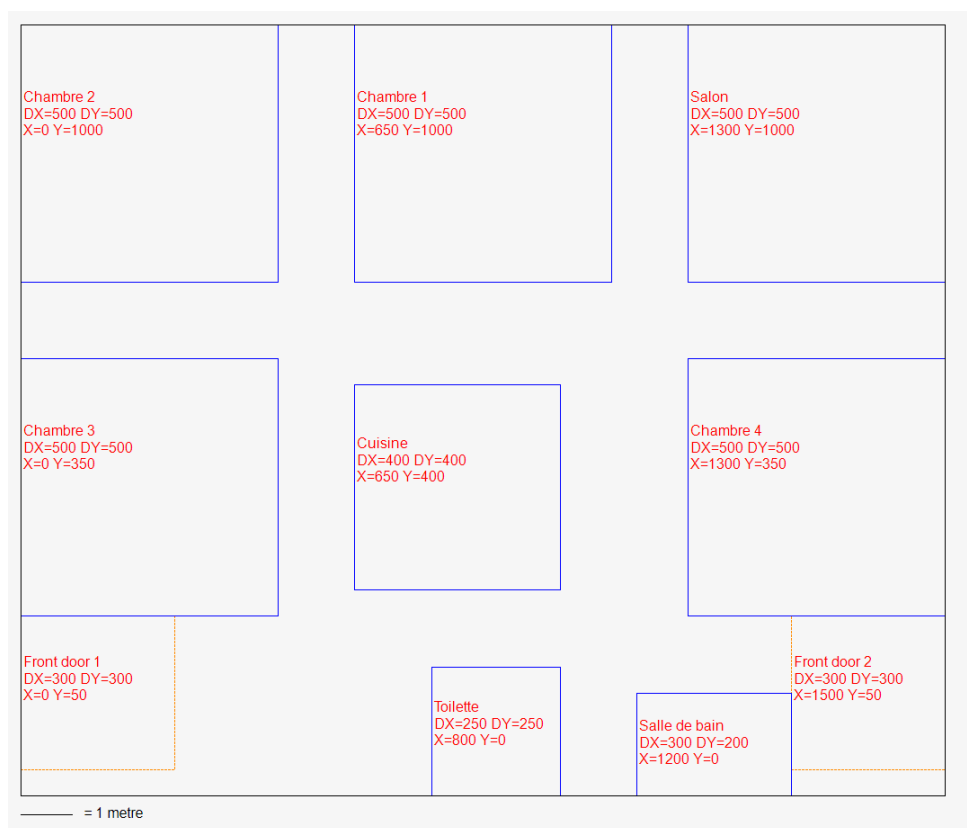 Chambre 2
DX=500 DY=500
X=0 Y=1000
Chambre 1
DX=500 DY=500
X=650 Y=1000
Salon
DX=500 DY=500
X=1300 Y=1000
Chambre 3
DX=500 DY=500
X=0 Y=350
Cuisine
DX=400 DY=400
X=650 Y=400
Chambre 4
DX=500 DY=500
X=1300 Y=350
Front door 1
DX=300 DY=300
X=0 Y=50
Toilette
DX=250 DY=250
X=800 Y=0
Salle de bain
DX=300 DY=200
X=1200 Y=0
Front door 2
DX=300 DY=300
X=1500 Y=50
= 1 metre